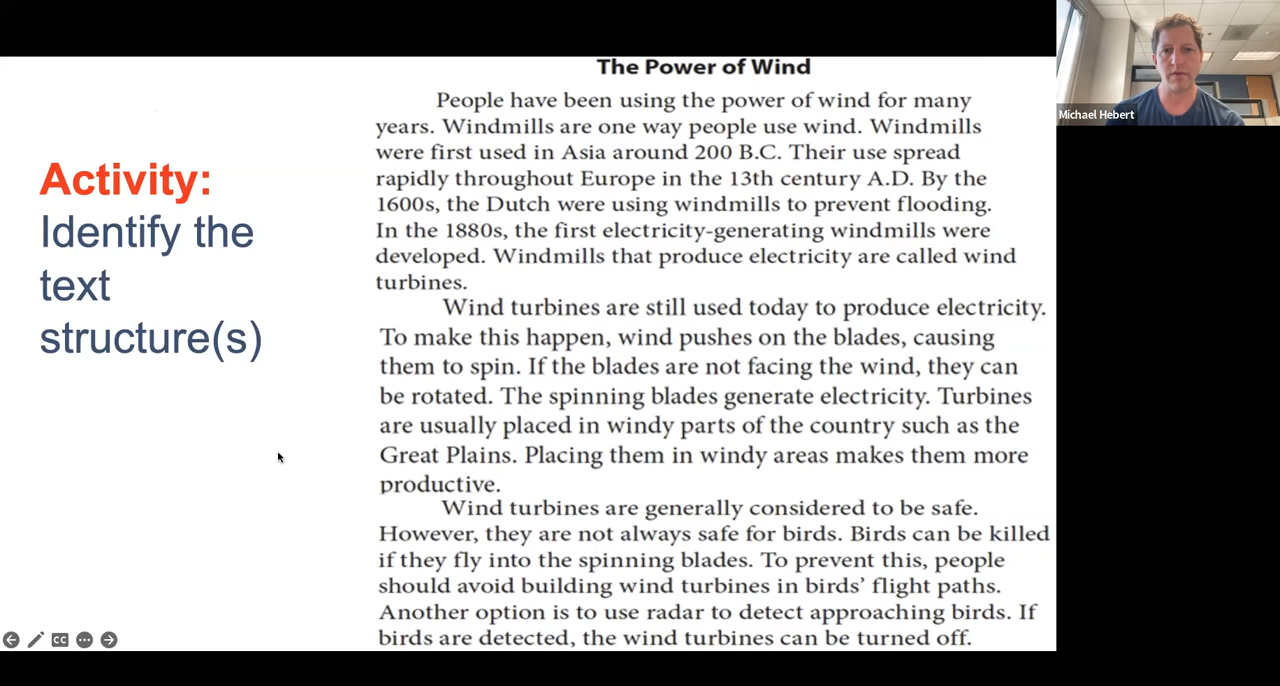 Activity:
Identify the
text
structure(s)
The Power of Wind
People have been using the power of wind for many
years. Windmills are one way people use wind. Windmills
were first used in Asia around 200 B.C. Their use spread
rapidly throughout Europe in the 13th century A.D. By the
1600s, the Dutch were using windmills to prevent flooding.
In the 1880s, the first electricity-generating windmills were
developed. Windmills that produce electricity are called wind
turbines.
Wind turbines are still used today to produce electricity.
To make this happen, wind pushes on the blades, causing
them to spin. If the blades are not facing the wind, they can
be rotated. The spinning blades generate electricity. Turbines
are usually placed in windy parts of the country such as the
Great Plains. Placing them in windy areas makes them more
productive.
Wind turbines are generally considered to be safe.
However, they are not always safe for birds. Birds can be killed
if they fly into the spinning blades. To prevent this, people
should avoid building wind turbines in birds’ flight paths.
Another option is to use radar to detect approaching birds. If
birds are detected, the wind turbines can be turned off.
Michael Hebert
CC